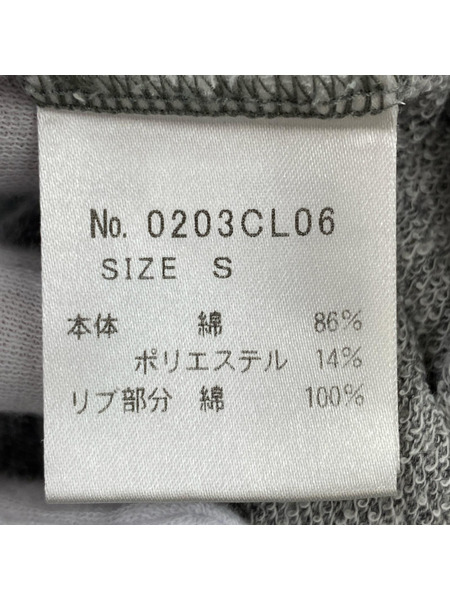 No. 0203CL06
SIZE S
本体 綿 86%
ポリエステル 14%
リブ部分 綿 100%